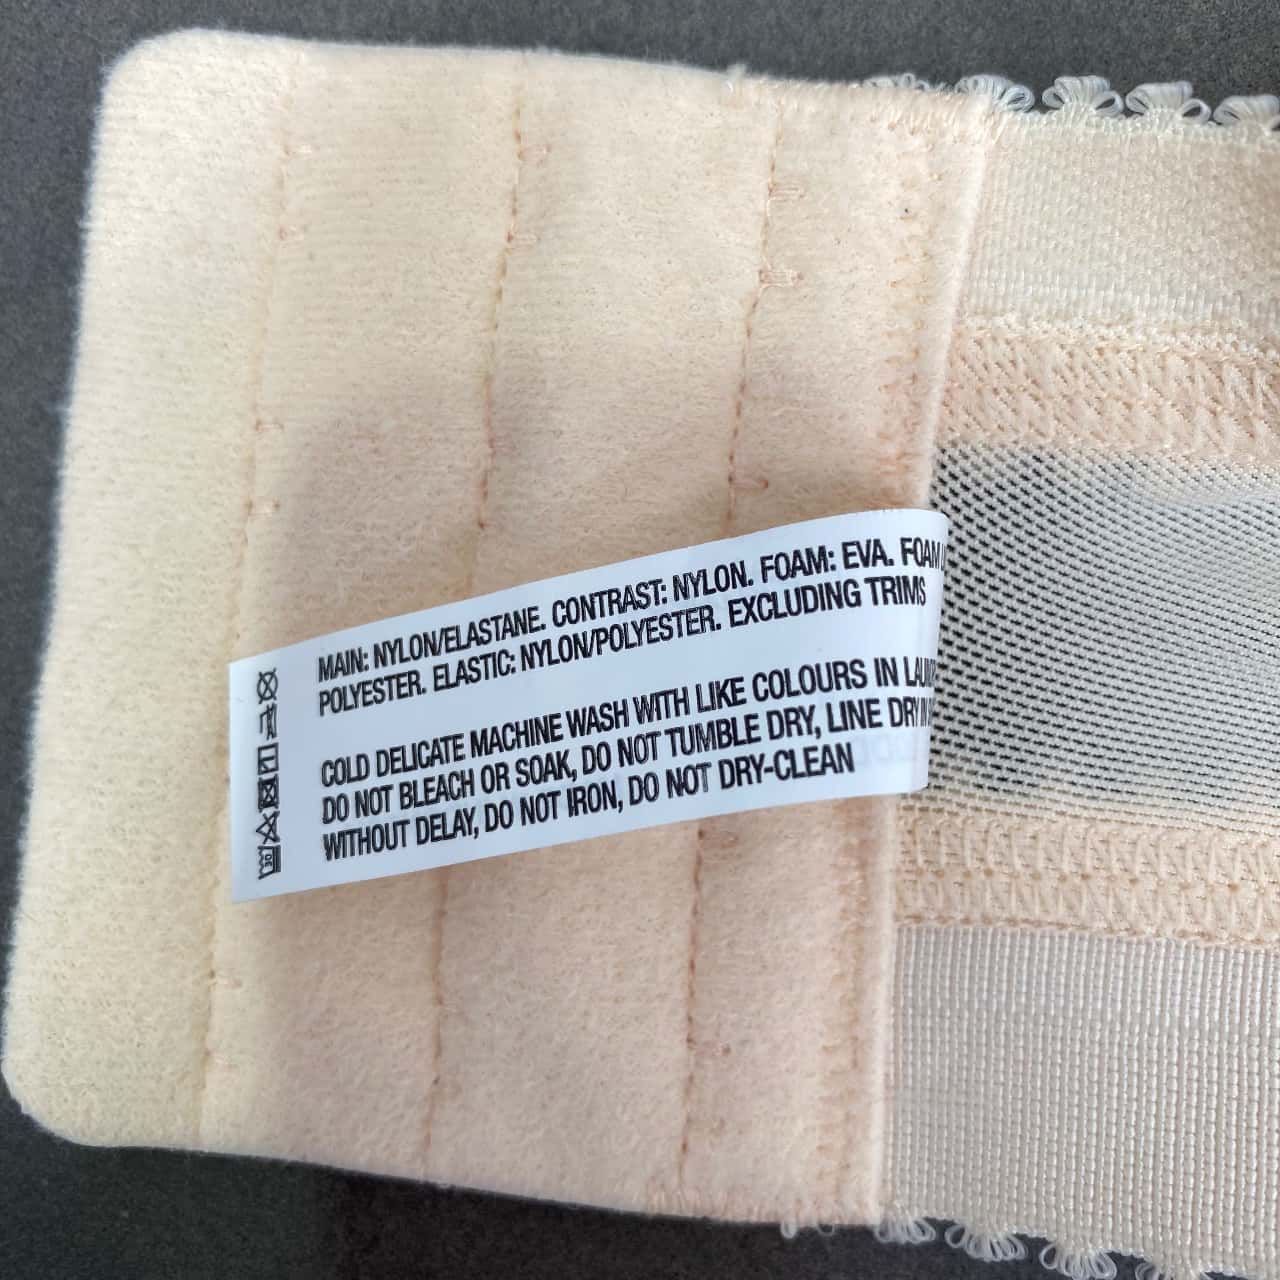 MAIN: NYLON/ELASTANE. CONTRAST: NYLON. FOAM: EVA. FOAM
POLYESTER. ELASTIC: NYLON/POLYESTER. EXCLUDING TRIMS
COLD DELICATE MACHINE WASH WITH LIKE COLOURS IN
DO NOT BLEACH OR SOAK, DO NOT TUMBLE DRY, LINE DRY IN
WITHOUT DELAY, DO NOT IRON, DO NOT DRY-CLEAN